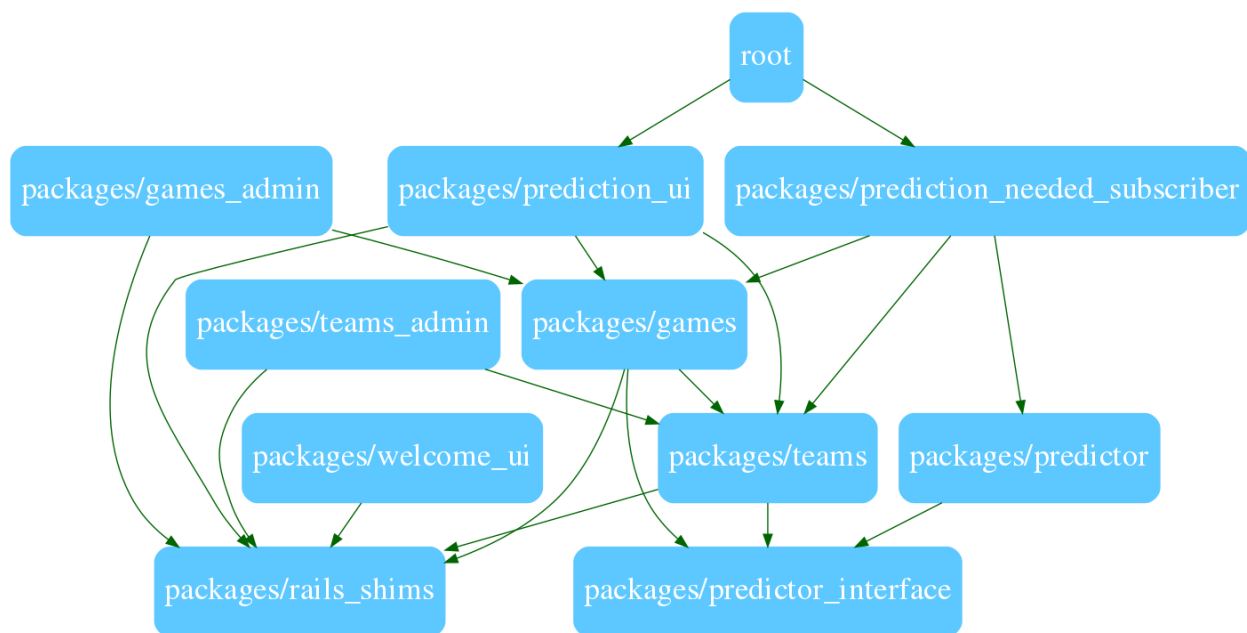 root
packages/games_admin
packages/prediction_ui
packages/prediction_needed_subscriber
packages/teams_admin
packages/games
packages/welcome_ui
packages/teams
packages/predictor
packages/rails_shims
packages/predictor_interface